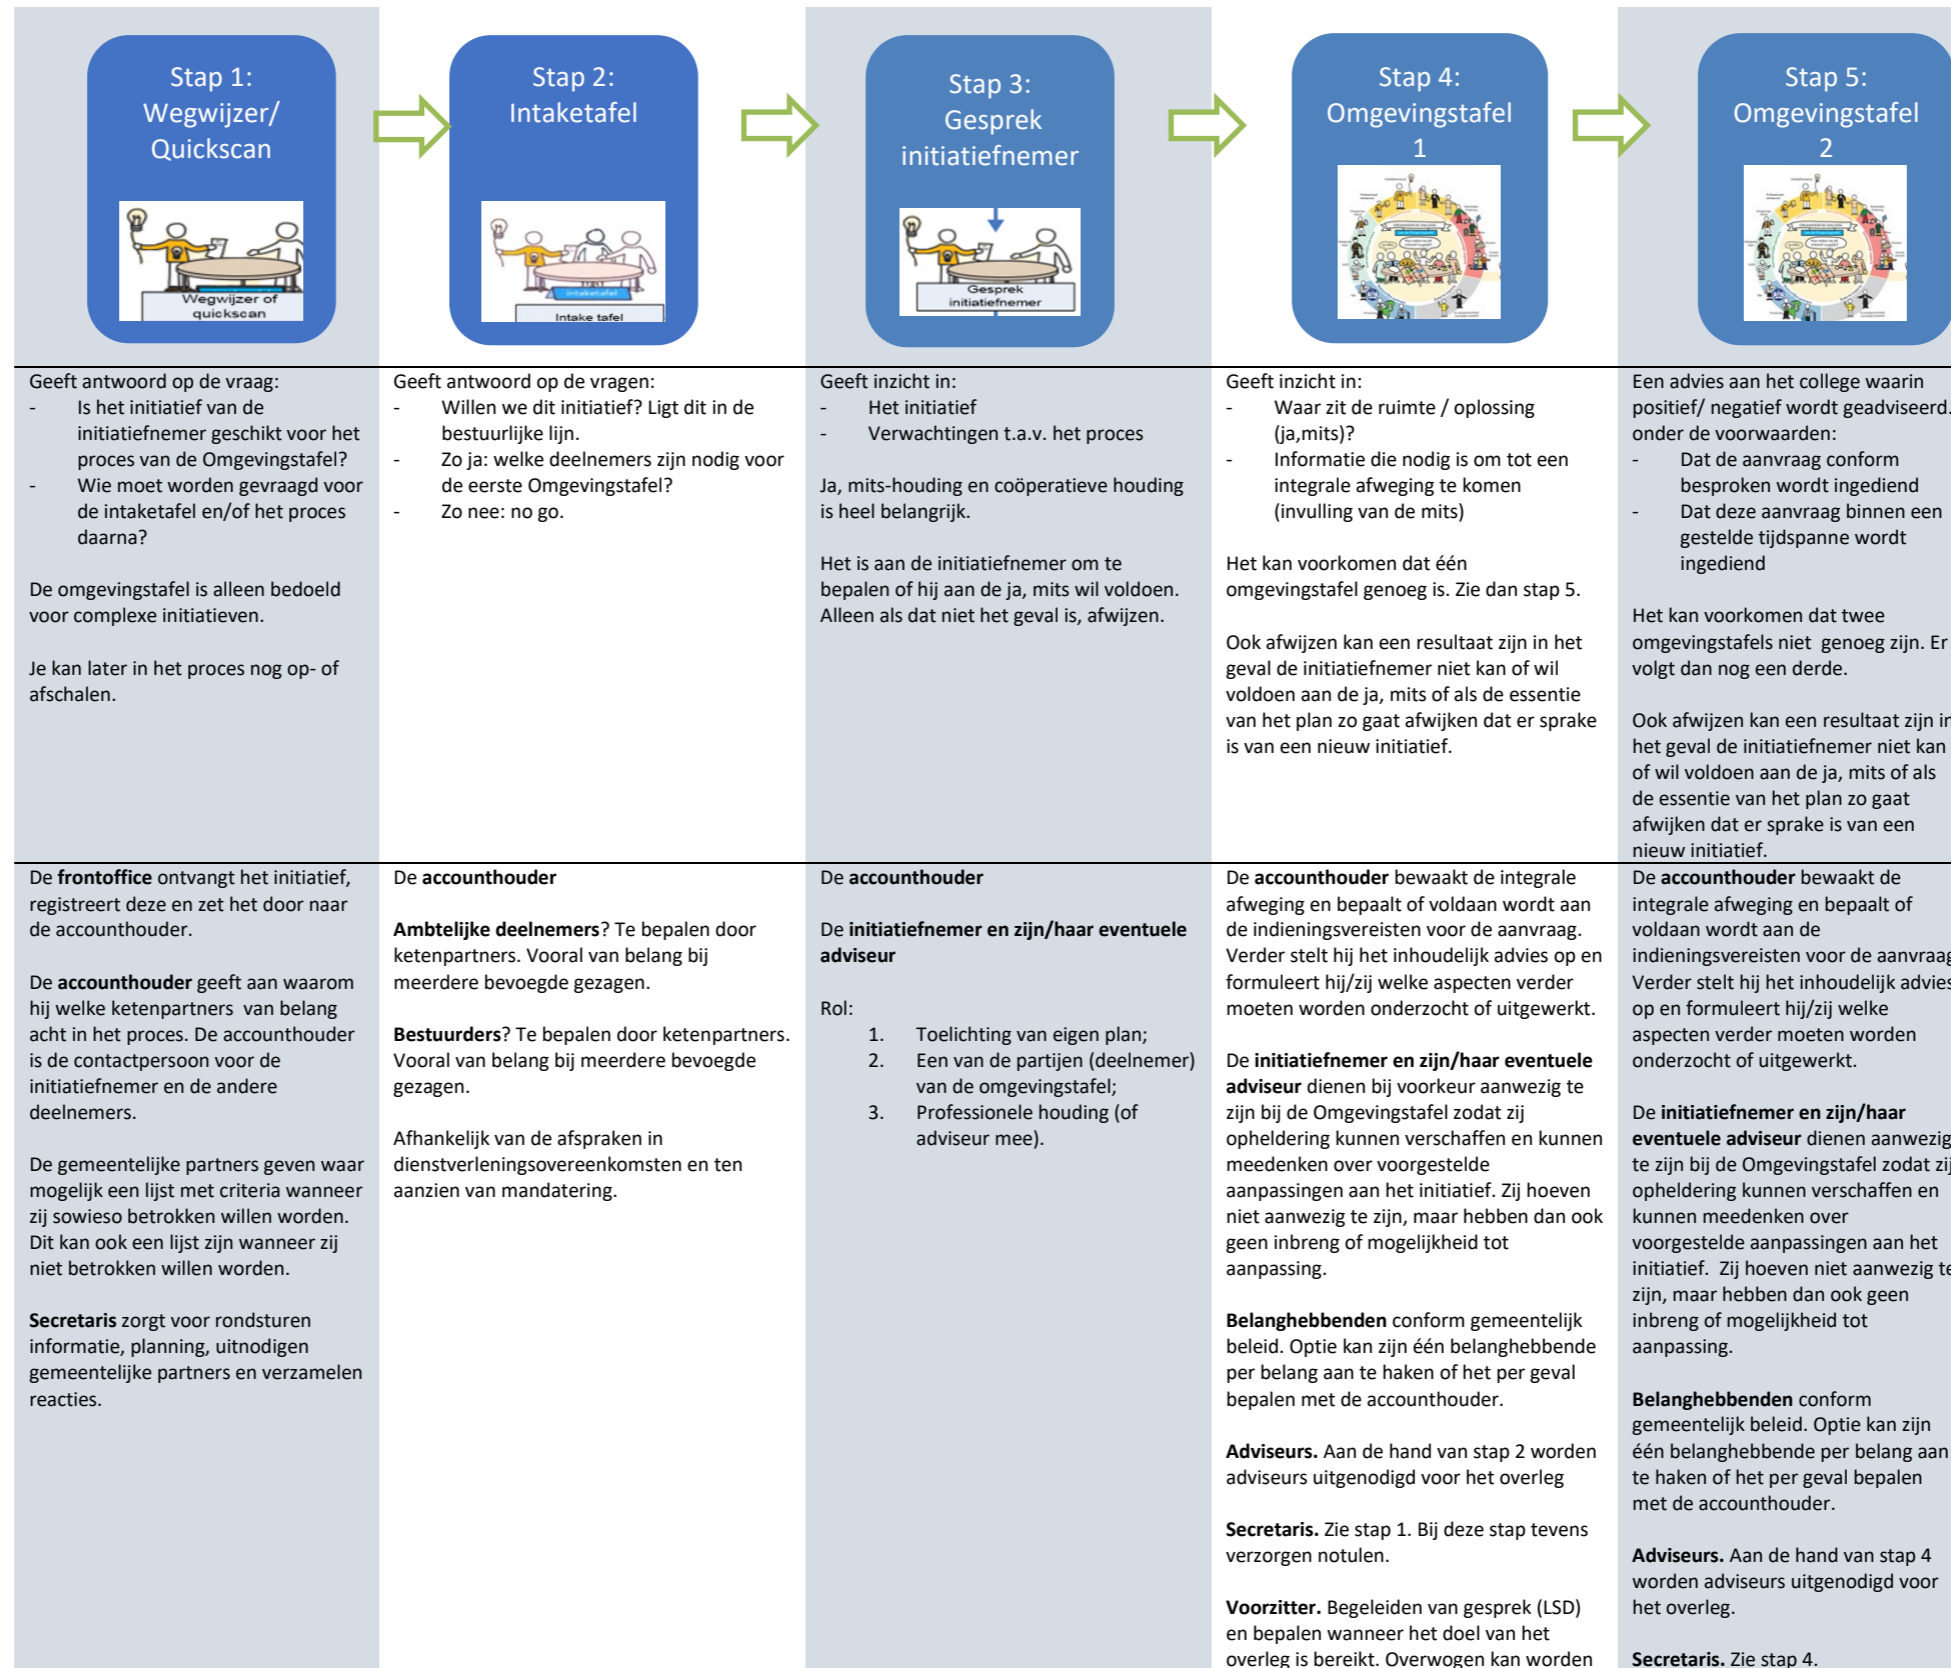 Stap 1:
Wegwijzer/
Quickscan
Wegwijzer of
quickscan
Stap 2:
Intaketafel
intaketafel
Intake tafel
Stap 3:
Gesprek
initiatiefnemer
Gesprek
initiatiefnemer
Stap 4:
Omgevingstafel
1
Stap 5:
Omgevingstafel
2
Geeft antwoord op de vraag:
- Is het initiatief van de
initiatiefnemer geschikt voor het
proces van de Omgevingstafel?
- Wie moet worden gevraagd voor
de intaketafel en/of het proces
daarna?
De omgevingstafel is alleen bedoeld
voor complexe initiatieven.
Je kan later in het proces nog op- of
afschalen.
Geeft antwoord op de vragen:
- Willen we dit initiatief? Ligt dit in de
bestuurlijke lijn.
- Zo ja: welke deelnemers zijn nodig voor
de eerste Omgevingstafel?
- Zo nee: no go.
Geeft inzicht in:
- Het initiatief
- Verwachtingen t.a.v. het proces
Ja, mits-houding en coöperatieve houding
is heel belangrijk.
Het is aan de initiatiefnemer om te
bepalen of hij aan de ja, mits wil voldoen.
Alleen als dat niet het geval is, afwijzen.
Geeft inzicht in:
- Waar zit de ruimte / oplossing
(ja,mits)?
- Informatie die nodig is om tot een
integrale afweging te komen
(invulling van de mits)
Het kan voorkomen dat één
omgevingstafel genoeg is. Zie dan stap 5.
Ook afwijzen kan een resultaat zijn in het
geval de initiatiefnemer niet kan of wil
voldoen aan de ja, mits of als de essentie
van het plan zo gaat afwijken dat er sprake
is van een nieuw initiatief.
Een advies aan het college waarin
positief/ negatief wordt geadviseerd.
onder de voorwaarden:
- Dat de aanvraag conform
besproken wordt ingediend
- Dat deze aanvraag binnen een
gestelde tijdspanne wordt
ingediend
Het kan voorkomen dat twee
omgevingstafels niet genoeg zijn. Er
volgt dan nog een derde.
Ook afwijzen kan een resultaat zijn in
het geval de initiatiefnemer niet kan
of wil voldoen aan de ja, mits of als
de essentie van het plan zo gaat
afwijken dat er sprake is van een
nieuw initiatief.
De frontoffice ontvangt het initiatief,
registreert deze en zet het door naar
de accounthouder.
De accounthouder geeft aan waarom
hij welke ketenpartners van belang
acht in het proces. De accounthouder
is de contactpersoon voor de
initiatiefnemer en de andere
deelnemers.
De gemeentelijke partners geven waar
mogelijk een lijst met criteria wanneer
zij sowieso betrokken willen worden.
Dit kan ook een lijst zijn wanneer zij
niet betrokken willen worden.
Secretaris zorgt voor rondsturen
informatie, planning, uitnodigen
gemeentelijke partners en verzamelen
reacties.
De accounthouder
Ambtelijke deelnemers? Te bepalen door
ketenpartners. Vooral van belang bij
meerdere bevoegde gezagen.
Bestuurders? Te bepalen door ketenpartners.
Vooral van belang bij meerdere bevoegde
gezagen.
Afhankelijk van de afspraken in
dienstverleningsovereenkomsten en ten
aanzien van mandatering.
De accounthouder
De initiatiefnemer en zijn/haar eventuele
adviseur
Rol:
1. Toelichting van eigen plan;
2. Een van de partijen (deelnemer)
van de omgevingstafel;
3. Professionele houding (of
adviseur mee).
De accounthouder bewaakt de integrale
afweging en bepaalt of voldaan wordt aan
de indieningsvereisten voor de aanvraag.
Verder stelt hij het inhoudelijk advies op en
formuleert hij/zij welke aspecten verder
moeten worden onderzocht of uitgewerkt.
De initiatiefnemer en zijn/haar eventuele
adviseur dienen bij voorkeur aanwezig te
zijn bij de Omgevingstafel zodat zij
opheldering kunnen verschaffen en kunnen
meedenken over voorgestelde
aanpassingen aan het initiatief. Zij hoeven
niet aanwezig te zijn, maar hebben dan ook
geen inbreng of mogelijkheid tot
aanpassing.
Belanghebbenden conform gemeentelijk
beleid. Optie kan zijn één belanghebbende
per belang aan te haken of het per geval
bepalen met de accounthouder.
Adviseurs. Aan de hand van stap 2 worden
adviseurs uitgenodigd voor het overleg
Secretaris. Zie stap 1. Bij deze stap tevens
verzorgen notulen.
Voorzitter. Begeleiden van gesprek (LSD)
en bepalen wanneer het doel van het
overleg is bereikt. Overwogen kan worden
De accounthouder bewaakt de
integrale afweging en bepaalt of
voldaan wordt aan de
indieningsvereisten voor de aanvraag
Verder stelt hij het inhoudelijk advies
op en formuleert hij/zij welke
aspecten verder moeten worden
onderzocht of uitgewerkt.
De initiatiefnemer en zijn/haar
eventuele adviseur dienen aanwezig
te zijn bij de Omgevingstafel zodat zij
opheldering kunnen verschaffen en
kunnen meedenken over
voorgestelde aanpassingen aan het
initiatief. Zij hoeven niet aanwezig te
zijn, maar hebben dan ook geen
inbreng of mogelijkheid tot
aanpassing.
Belanghebbenden conform
gemeentelijk beleid. Optie kan zijn
één belanghebbende per belang aan
te haken of het per geval bepalen
met de accounthouder.
Adviseurs. Aan de hand van stap 4
worden adviseurs uitgenodigd voor
het overleg.
Secretaris. Zie stap 4.